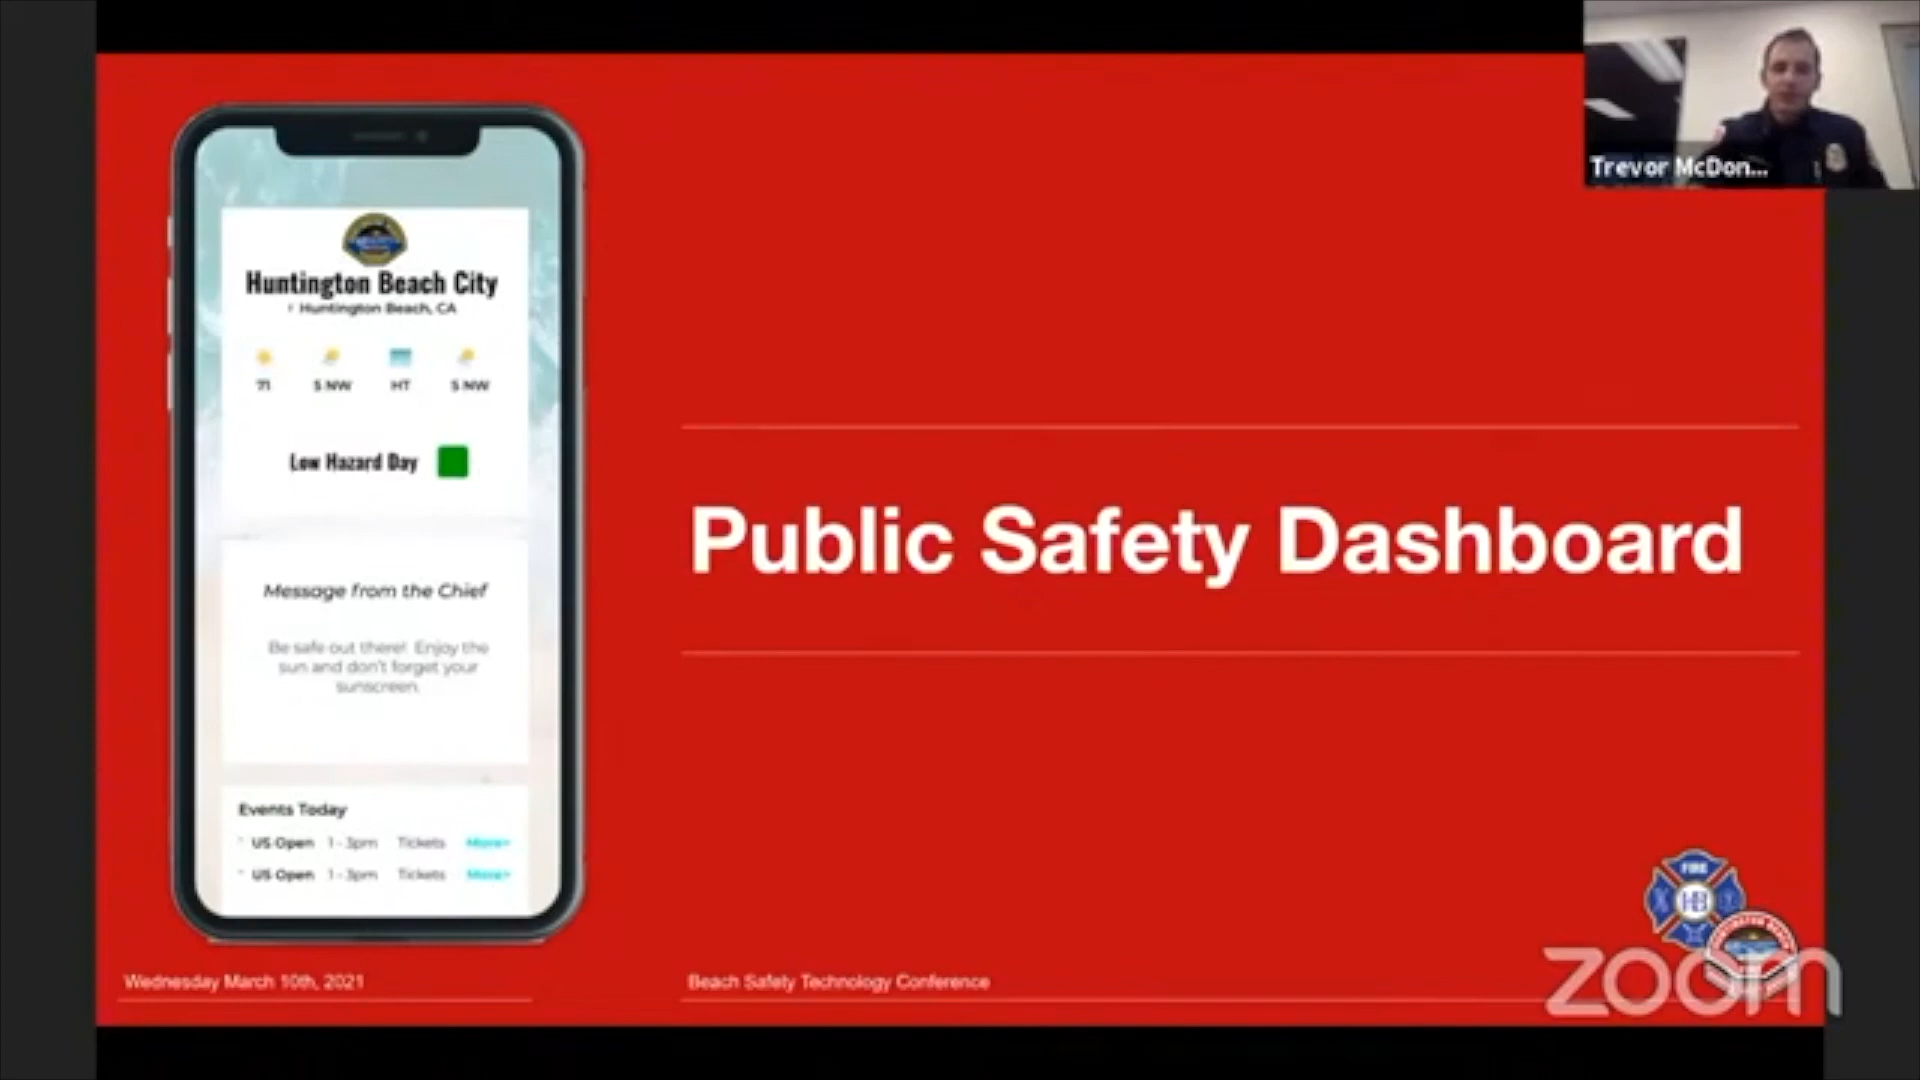 Trevor McDon...
Huntington Beach City
Huntington Beach, CA
71 5 NW HT 5 NW
Low Hazard Day
Message from the Chief
Be safe out there! Enjoy the
sun and don't forget your
sunscreen.
Events Today
US Open 1 - 3pm Tickets More+
US Open 1 - 3pm Tickets More+
Public Safety Dashboard
Wednesday March 10th, 2021
Beach Safety Technology Conference
FIRE
HB
HUNTINGTON BEACH
zoom